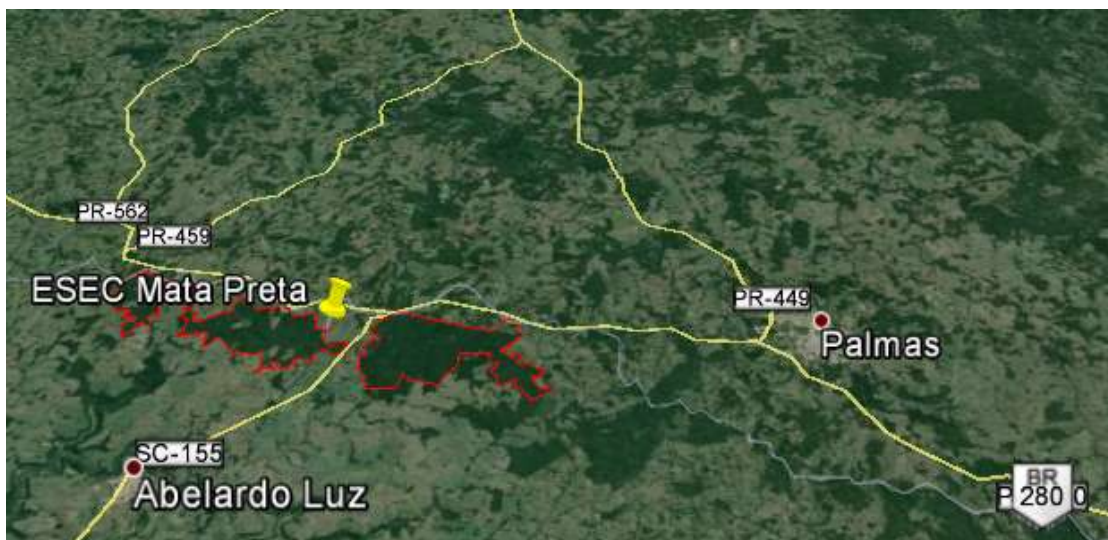 PR-562
PR-459
ESEC Mata Preta
PR-449
Palmas
SC-155
Abelardo Luz
BR
280